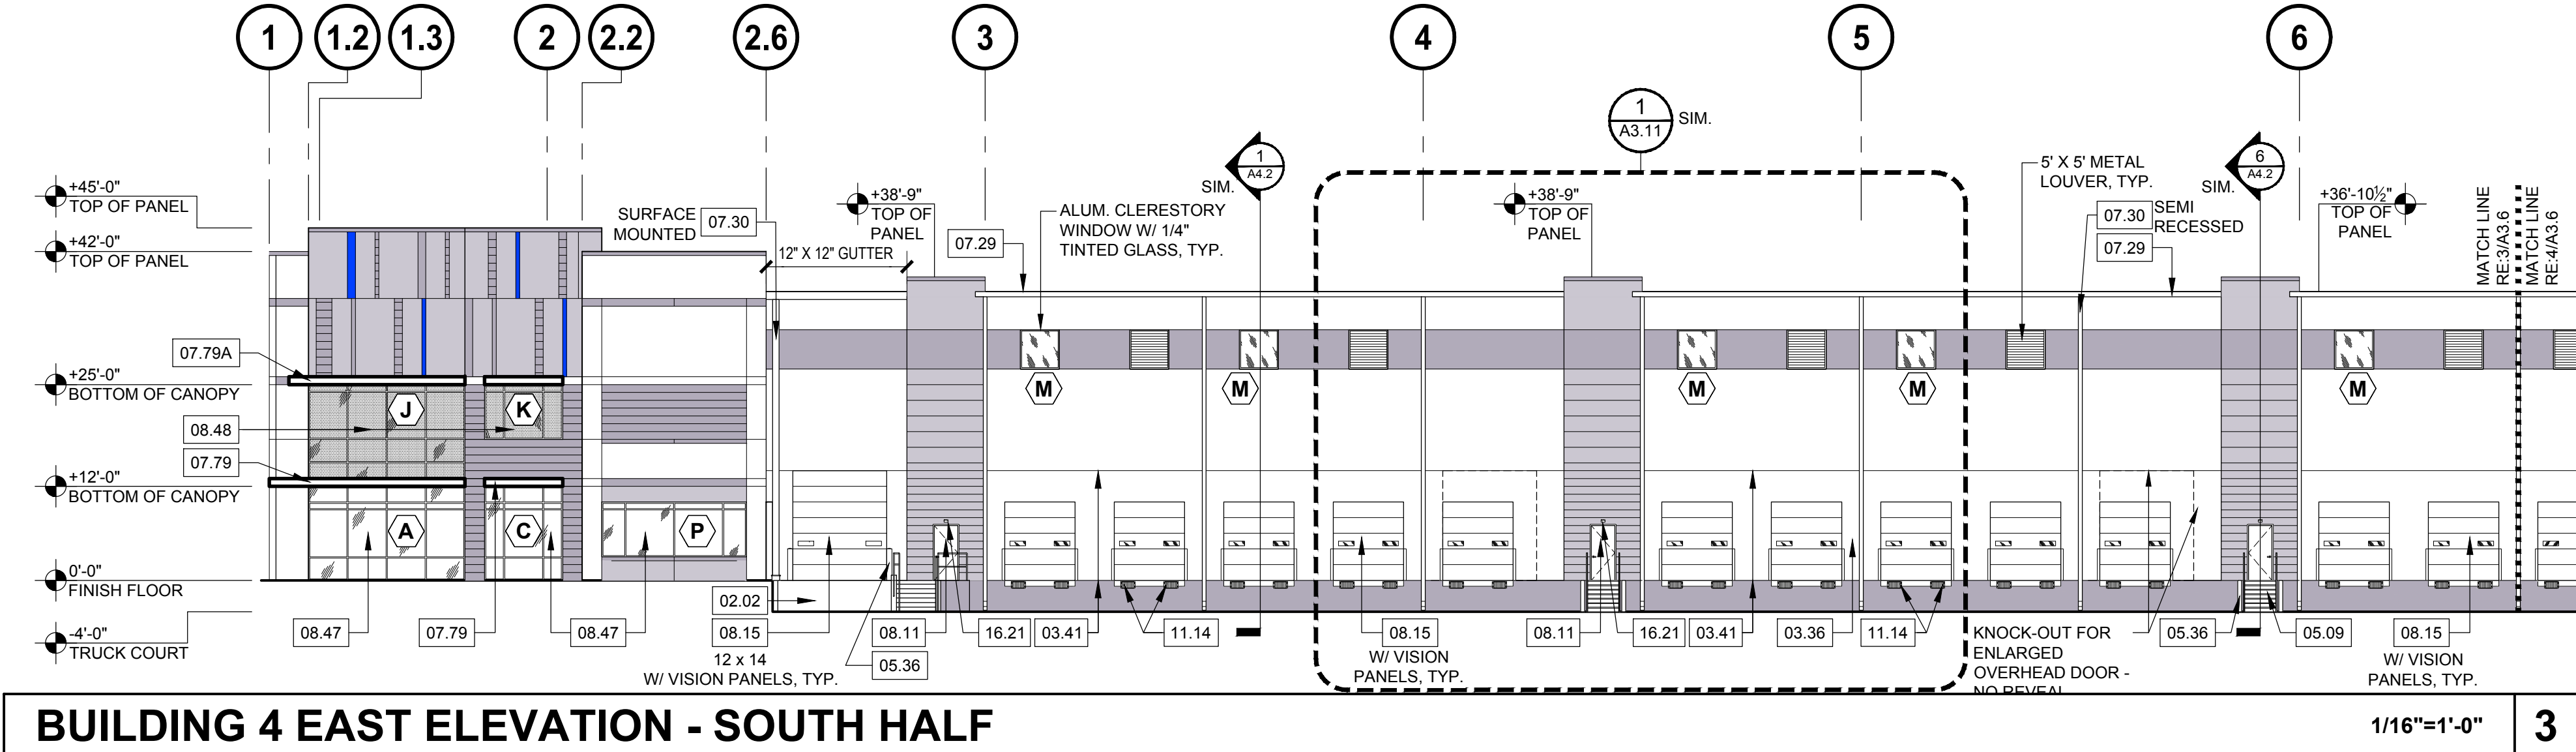 1 1.2 1.3 2 2.2 2.6 3 4 5 6
1
A3.11
SIM.
+45'-0"
TOP OF PANEL
+42'-0"
TOP OF PANEL
+25'-0"
BOTTOM OF CANOPY
+12'-0"
BOTTOM OF CANOPY
0'-0"
FINISH FLOOR
-4'-0"
TRUCK COURT
07.79A
08.48
07.79
J
K
A
C
P
SURFACE
MOUNTED
07.30
12" X 12" GUTTER
+38'-9"
TOP OF
PANEL
07.29
ALUM. CLERESTORY
WINDOW W/ 1/4"
TINTED GLASS, TYP.
1
A4.2
SIM.
+38'-9"
TOP OF
PANEL
5' X 5' METAL
LOUVER, TYP.
07.30
SEMI
RECESSED
07.29
6
A4.2
SIM.
+36'-10½"
TOP OF
PANEL
MATCH LINE
RE:3/A3.6
MATCH LINE
RE:4/A3.6
M
M
M
M
M
08.47
07.79
08.47
02.02
08.15
12 x 14
W/ VISION PANELS, TYP.
08.11
05.36
16.21
03.41
11.14
08.15
W/ VISION
PANELS, TYP.
08.11
16.21
03.41
03.36
11.14
KNOCK-OUT FOR
ENLARGED
OVERHEAD DOOR -
NO REVEAL
05.36
05.09
08.15
W/ VISION
PANELS, TYP.
BUILDING 4 EAST ELEVATION - SOUTH HALF
1/16"=1'-0"
3